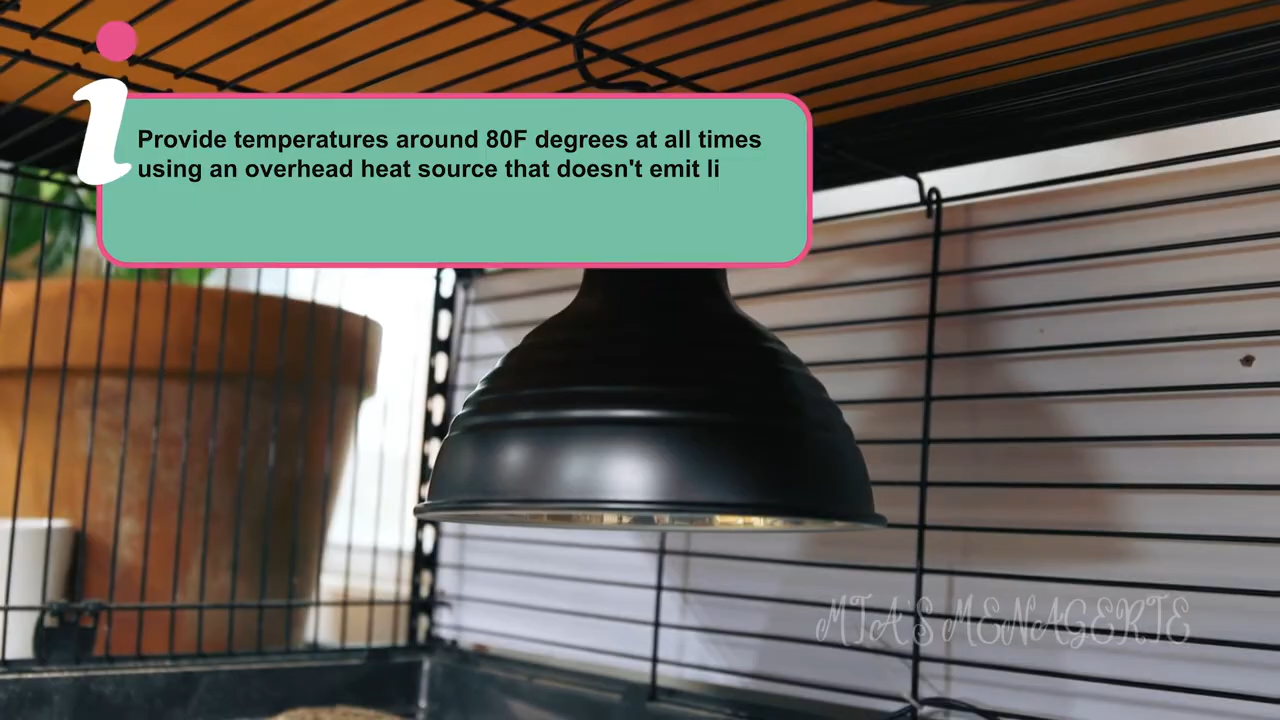 i
Provide temperatures around 80F degrees at all times
using an overhead heat source that doesn't emit li
MIA'S MENAGERIE